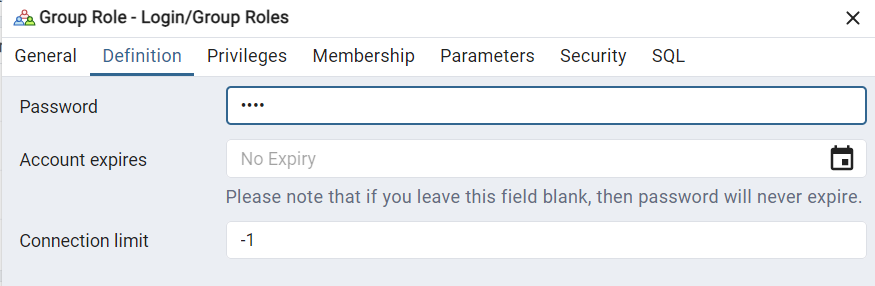 Group Role - Login/Group Roles
General Definition Privileges Membership Parameters Security SQL
Password ••••
Account expires No Expiry
Please note that if you leave this field blank, then password will never expire.
Connection limit -1